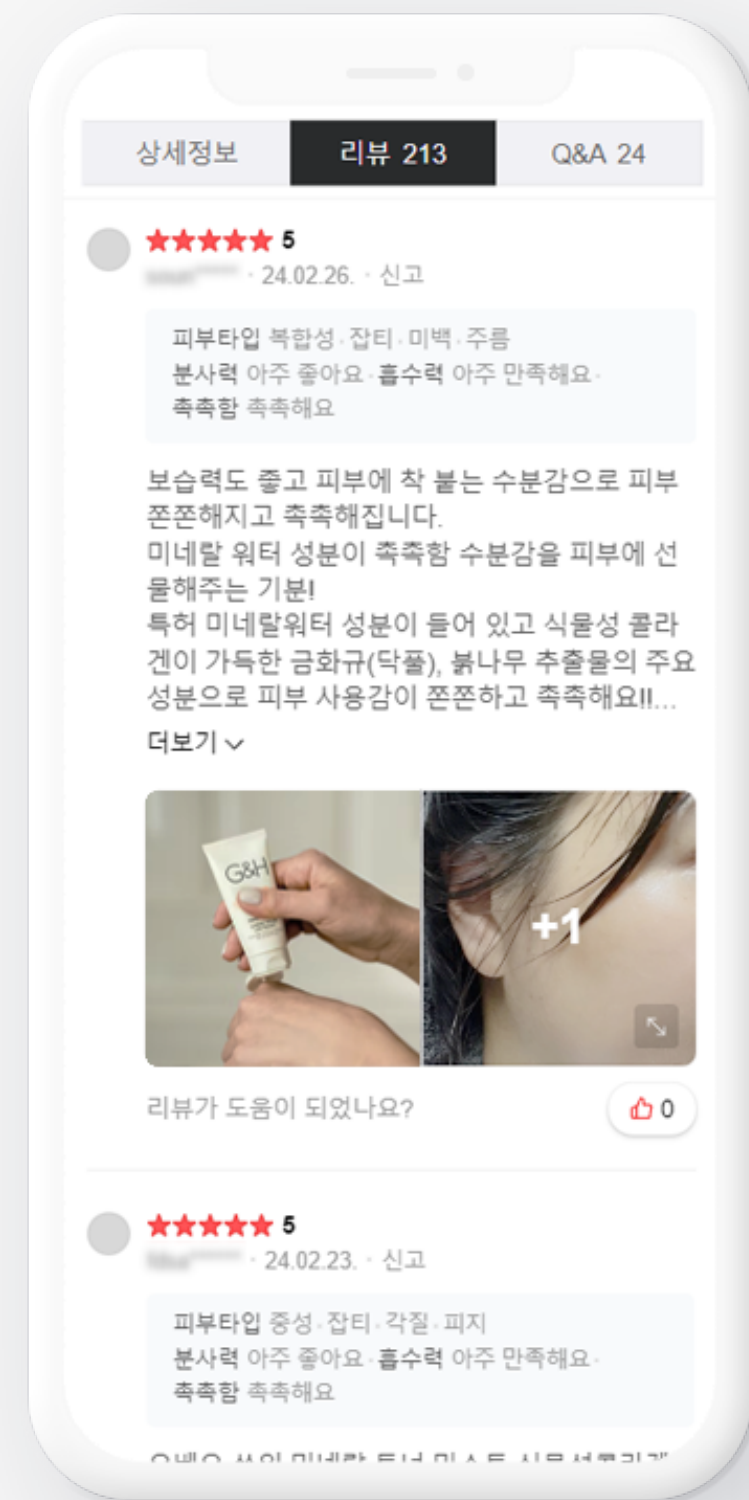 상세정보
리뷰 213
Q&A 24
5
· 24.02.26. · 신고
피부타입 복합성·잡티·미백·주름
분사력 아주 좋아요·흡수력 아주 만족해요·
촉촉함 촉촉해요
보습력도 좋고 피부에 착 붙는 수분감으로 피부
쫀쫀해지고 촉촉해집니다.
미네랄 워터 성분이 촉촉함 수분감을 피부에 선
물해주는 기분!
특허 미네랄워터 성분이 들어 있고 식물성 콜라
겐이 가득한 금화규(닥풀), 붉나무 추출물의 주요
성분으로 피부 사용감이 쫀쫀하고 촉촉해요!!...
더보기
G&H
+1
리뷰가 도움이 되었나요?
0
5
· 24.02.23. · 신고
피부타입 중성·잡티·각질·피지
분사력 아주 좋아요·흡수력 아주 만족해요·
촉촉함 촉촉해요